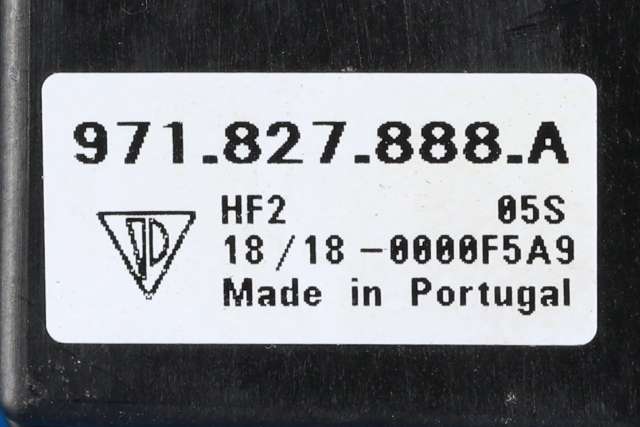 971.827.888.A
HF2 05S
18/18-0000F5A9
Made in Portugal